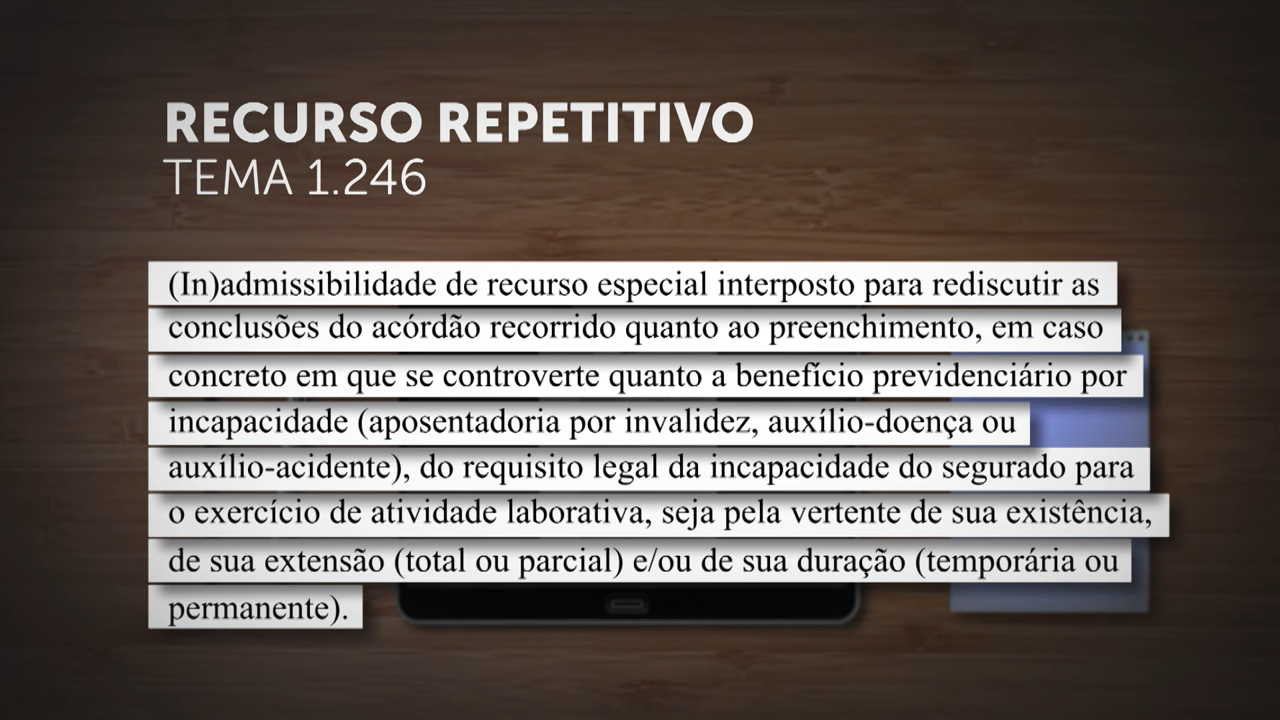 RECURSO REPETITIVO
TEMA 1.246
(In)admissibilidade de recurso especial interposto para rediscutir as
conclusões do acórdão recorrido quanto ao preenchimento, em caso
concreto em que se controverte quanto a benefício previdenciário por
incapacidade (aposentadoria por invalidez, auxílio-doença ou
auxílio-acidente), do requisito legal da incapacidade do segurado para
o exercício de atividade laborativa, seja pela vertente de sua existência,
de sua extensão (total ou parcial) e/ou de sua duração (temporária ou
permanente).